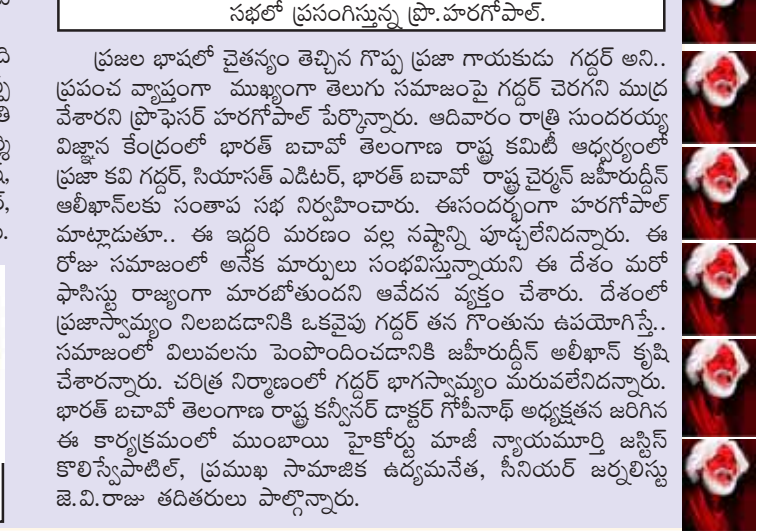 సభలో ప్రసంగిస్తున్న ప్రొ.హరగోపాల్.
ప్రజల భాషలో చైతన్యం తెచ్చిన గొప్ప ప్రజా గాయకుడు గద్దర్ అని..
ప్రపంచ వ్యాప్తంగా ముఖ్యంగా తెలుగు సమాజంపై గద్దర్ చెరగని ముద్ర
వేశారని ప్రొఫెసర్ హరగోపాల్ పేర్కొన్నారు. ఆదివారం రాత్రి సుందరయ్య
విజ్ఞాన కేంద్రంలో భారత్ బచావో తెలంగాణ రాష్ట్ర కమిటీ ఆధ్వర్యంలో
ప్రజా కవి గద్దర్, సియాసత్ ఎడిటర్, భారత్ బచావో రాష్ట్ర చైర్మన్ జహీరుద్దీన్
ఆలీఖాన్‌లకు సంతాప సభ నిర్వహించారు. ఈసందర్భంగా హరగోపాల్
మాట్లాడుతూ.. ఈ ఇద్దరి మరణం వల్ల నష్టాన్ని పూడ్చలేనిదన్నారు. ఈ
రోజు సమాజంలో అనేక మార్పులు సంభవిస్తున్నాయని ఈ దేశం మరో
ఫాసిస్టు రాజ్యంగా మారబోతుందని ఆవేదన వ్యక్తం చేశారు. దేశంలో
ప్రజాస్వామ్యం నిలబడడానికి ఒకవైపు గద్దర్ తన గొంతును ఉపయోగిస్తే..
సమాజంలో విలువలను పెంపొందించడానికి జహీరుద్దీన్ అలీఖాన్ కృషి
చేశారన్నారు. చరిత్ర నిర్మాణంలో గద్దర్ భాగస్వామ్యం మరువలేనిదన్నారు.
భారత్ బచావో తెలంగాణ రాష్ట్ర కన్వీనర్ డాక్టర్ గోపీనాథ్ అధ్యక్షతన జరిగిన
ఈ కార్యక్రమంలో ముంబాయి హైకోర్టు మాజీ న్యాయమూర్తి జస్టిస్
కొలిస్వేపాటిల్, ప్రముఖ సామాజిక ఉద్యమనేత, సీనియర్ జర్నలిస్టు
జె.వి.రాజు తదితరులు పాల్గొన్నారు.